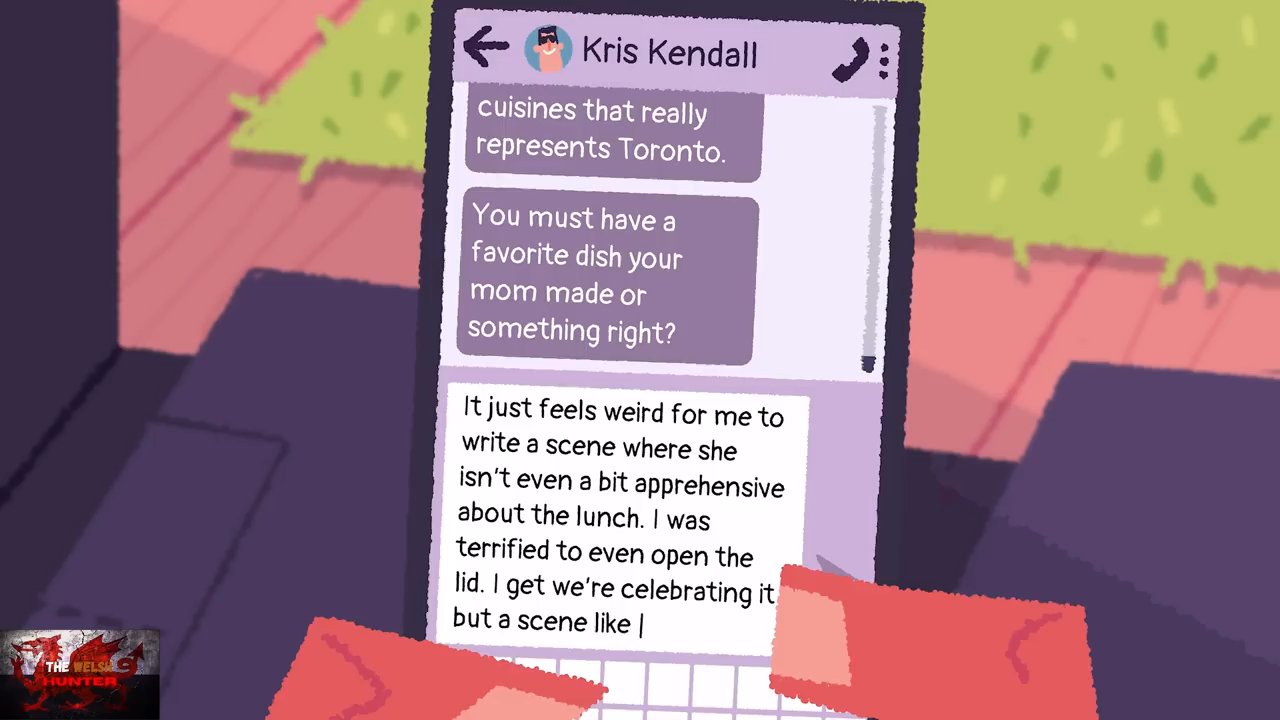 Kris Kendall
cuisines that really
represents Toronto.
You must have a
favorite dish your
mom made or
something right?
It just feels weird for me to
write a scene where she
isn't even a bit apprehensive
about the lunch. I was
terrified to even open the
lid. I get we're celebrating it
but a scene like
THE WELSH
HUNTER